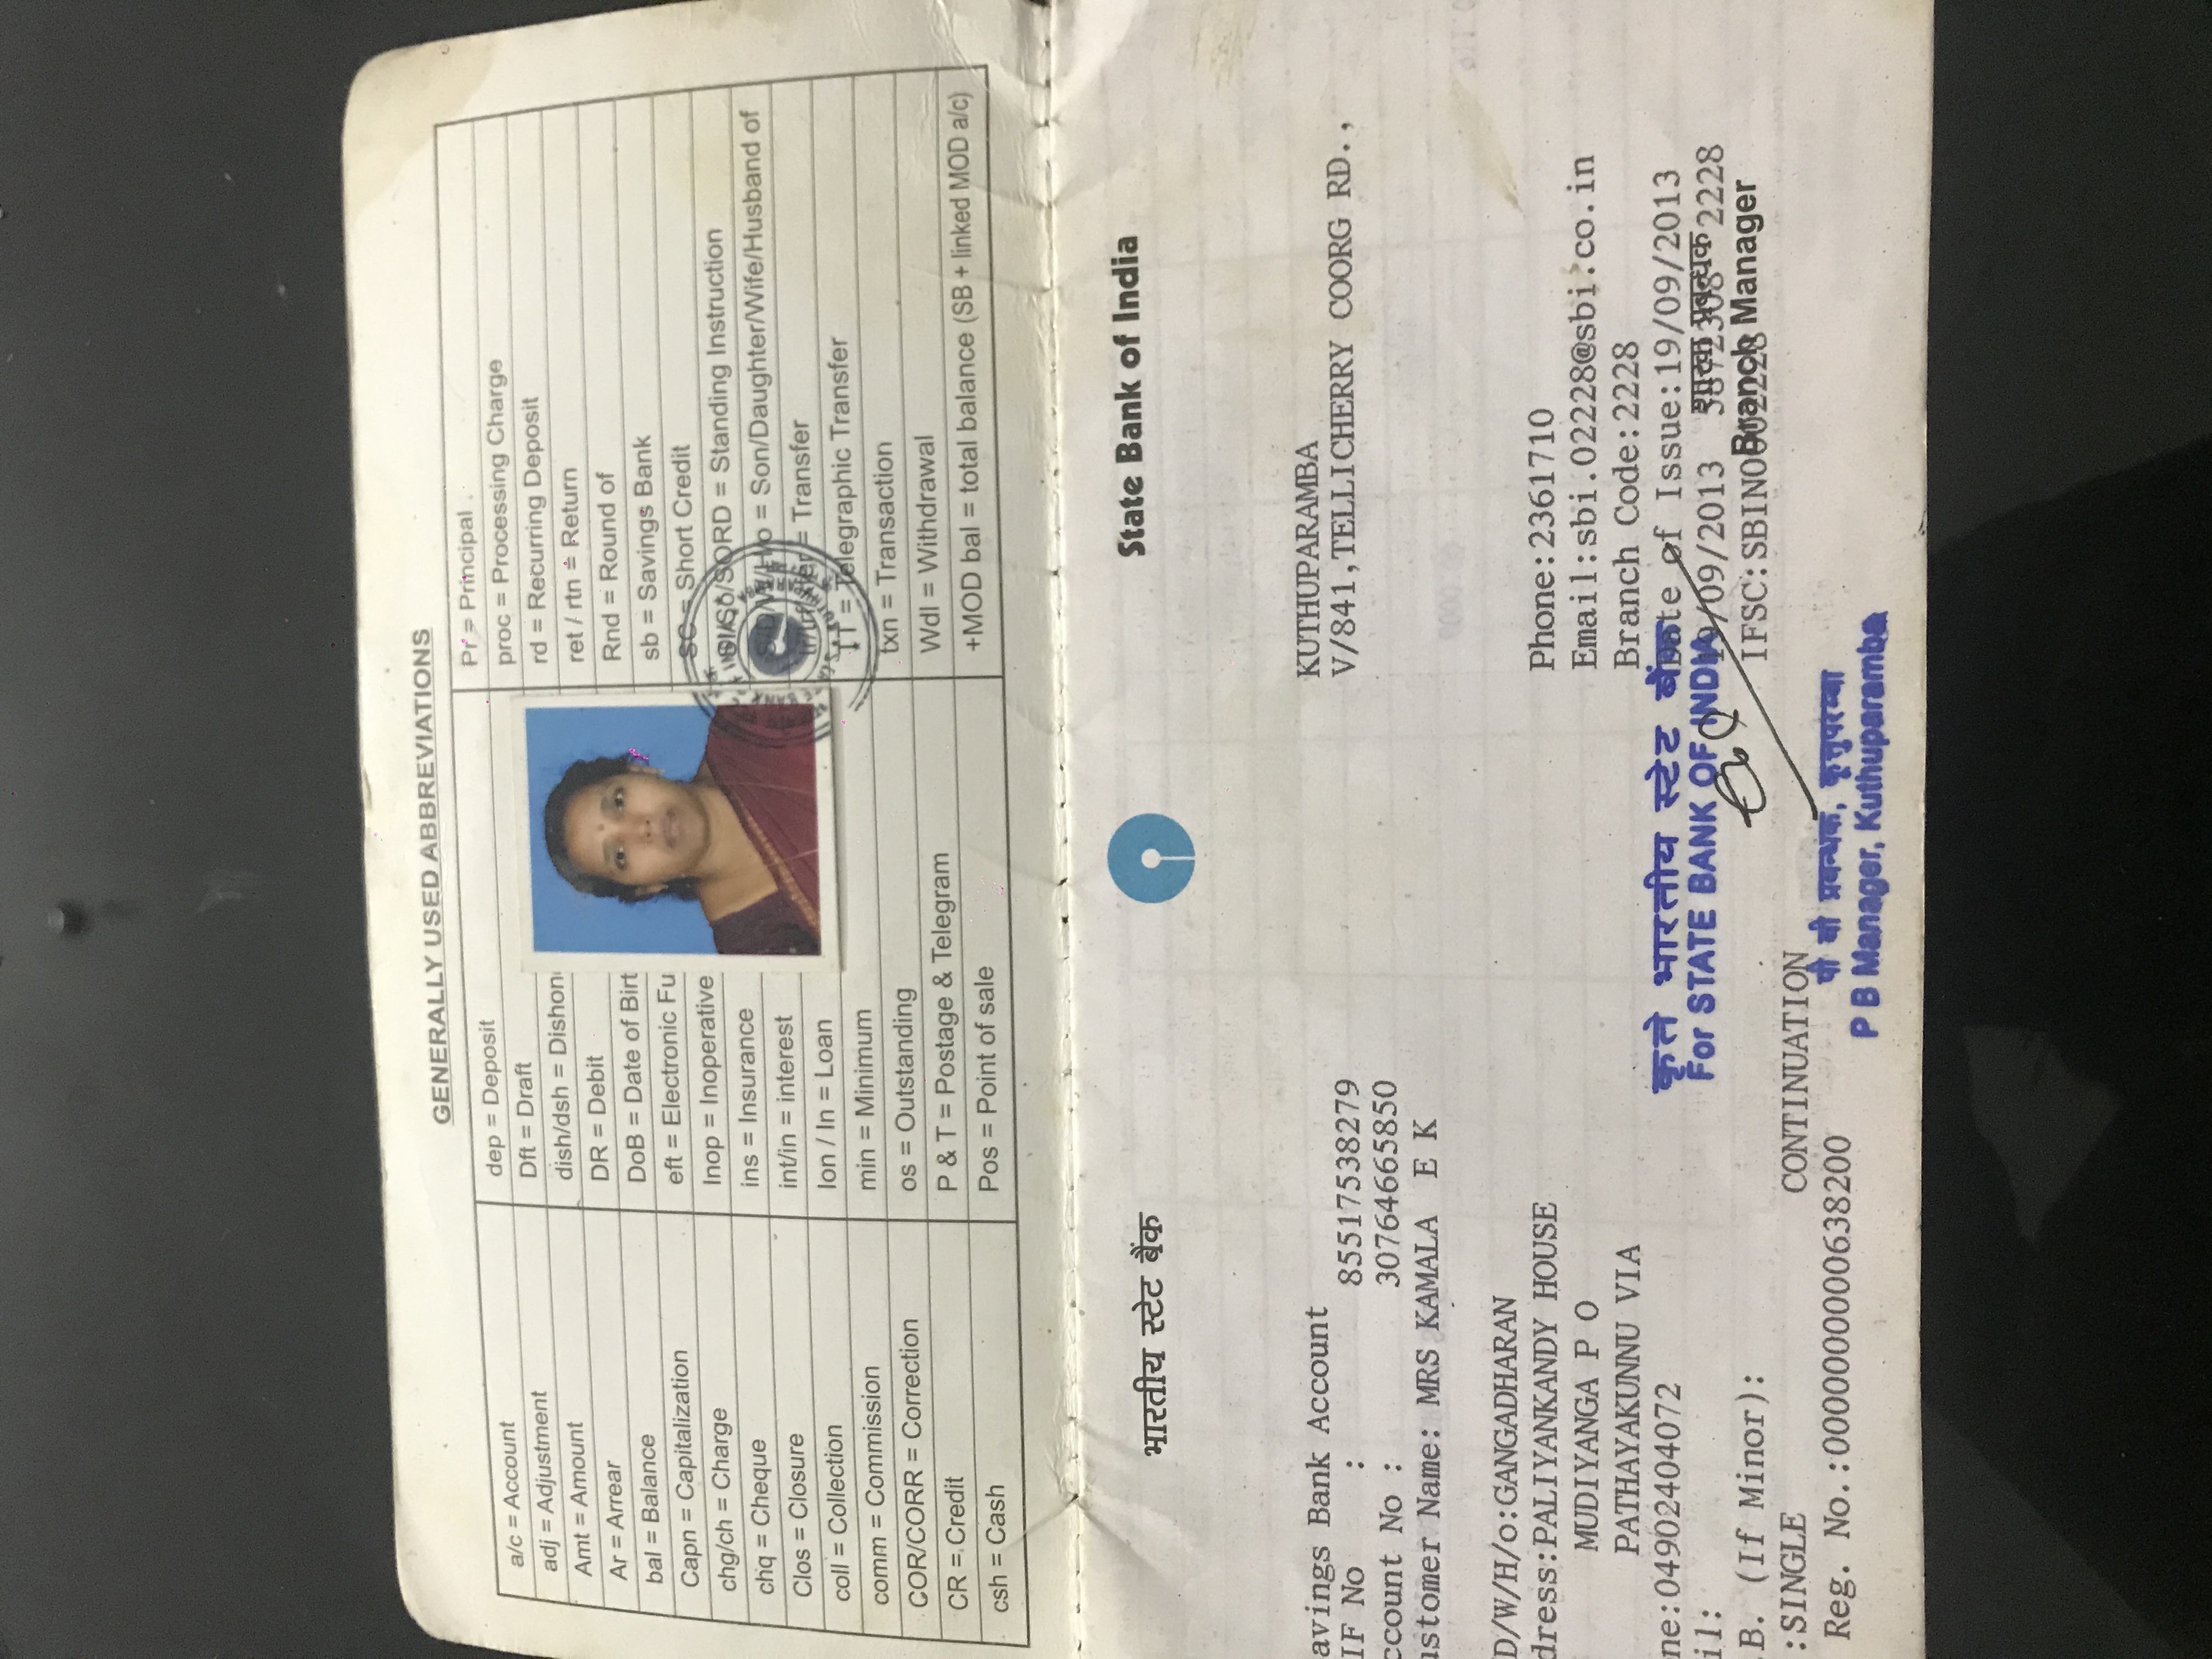 GENERALLY USED ABBREVIATIONS
a/c = Account
adj = Adjustment
Amt = Amount
Ar = Arrear
bal = Balance
Capn = Capitalization
chg/ch = Charge
chq = Cheque
Clos = Closure
coll = Collection
comm = Commission
COR/CORR = Correction
CR = Credit
csh = Cash
dep = Deposit
Dft = Draft
dish/dsh = Dishon
DR = Debit
DoB = Date of Birt
eft = Electronic Fu
Inop = Inoperative
ins = Insurance
int/in = interest
lon / ln = Loan
min = Minimum
os = Outstanding
P & T = Postage & Telegram
Pos = Point of sale
Pr = Principal
proc = Processing Charge
rd = Recurring Deposit
ret / rtn = Return
Rnd = Round of
sb = Savings Bank
SC = Short Credit
SI/SO/SORD = Standing Instruction
S/D/W/H/o = Son/Daughter/Wife/Husband of
= Transfer
TT = Telegraphic Transfer
txn = Transaction
Wdl = Withdrawal
+MOD bal = total balance (SB + linked MOD a/c)
भारतीय स्टेट बैंक
State Bank of India
avings Bank Account
IF No : 85517538279
ccount No : 30764665850
ustomer Name: MRS KAMALA E K
D/W/H/o:GANGADHARAN
dress:PALIYANKANDY HOUSE
MUDIYANGA P O
PATHAYAKUNNU VIA
ne:04902404072
il:
.B. (If Minor):
:SINGLE CONTINUATION
Reg. No.:0000000000638200
KUTHUPARAMBA
V/841,TELLICHERRY COORG RD.,
Phone:2361710
Email:sbi.02228@sbi.co.in
Branch Code:2228
Date of Issue:19/09/2013
19/09/2013 2228
शाखा प्रबन्धक
IFSC:SBIN0002228
Branch Manager
कृते भारतीय स्टेट बैंक
For STATE BANK OF INDIA
पी बी प्रबन्धक, कूत्तुपरम्बा
P B Manager, Kuthuparamba